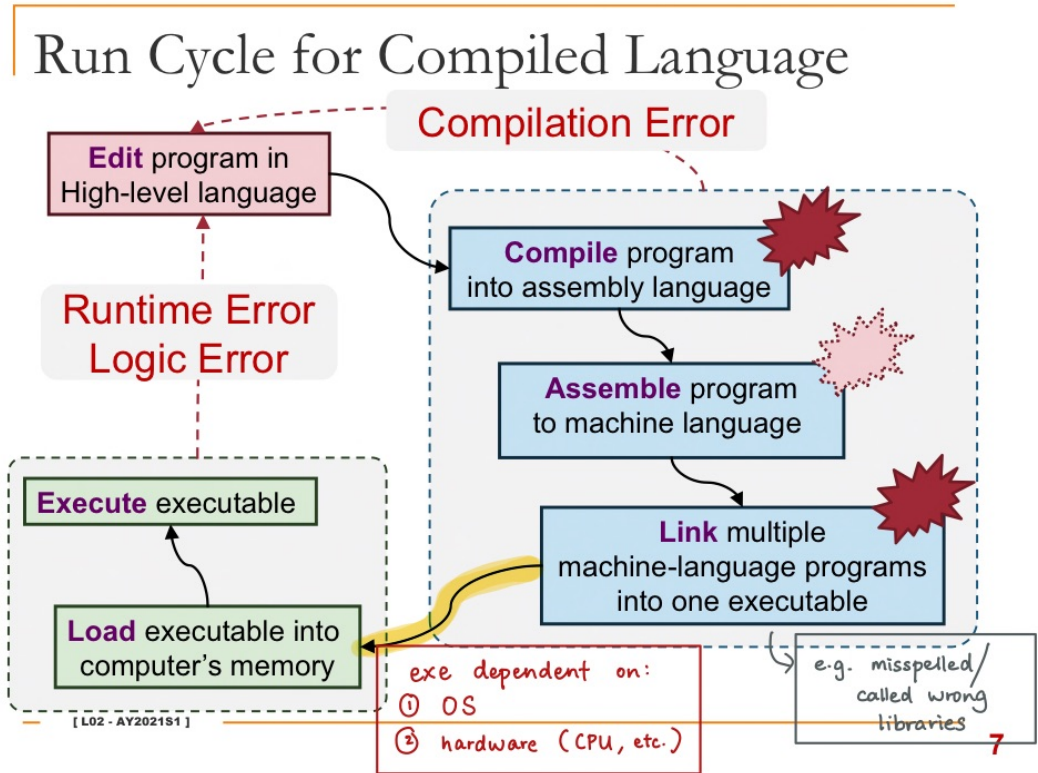 Run Cycle for Compiled Language
Compilation Error
Edit program in
High-level language
Compile program
into assembly language
Runtime Error
Logic Error
Assemble program
to machine language
Execute executable
Link multiple
machine-language programs
into one executable
Load executable into
computer's memory
exe dependent on:
① OS
② hardware (CPU, etc.)
e.g. misspelled/
called wrong
libraries
[ L02 - AY2021S1 ]
7